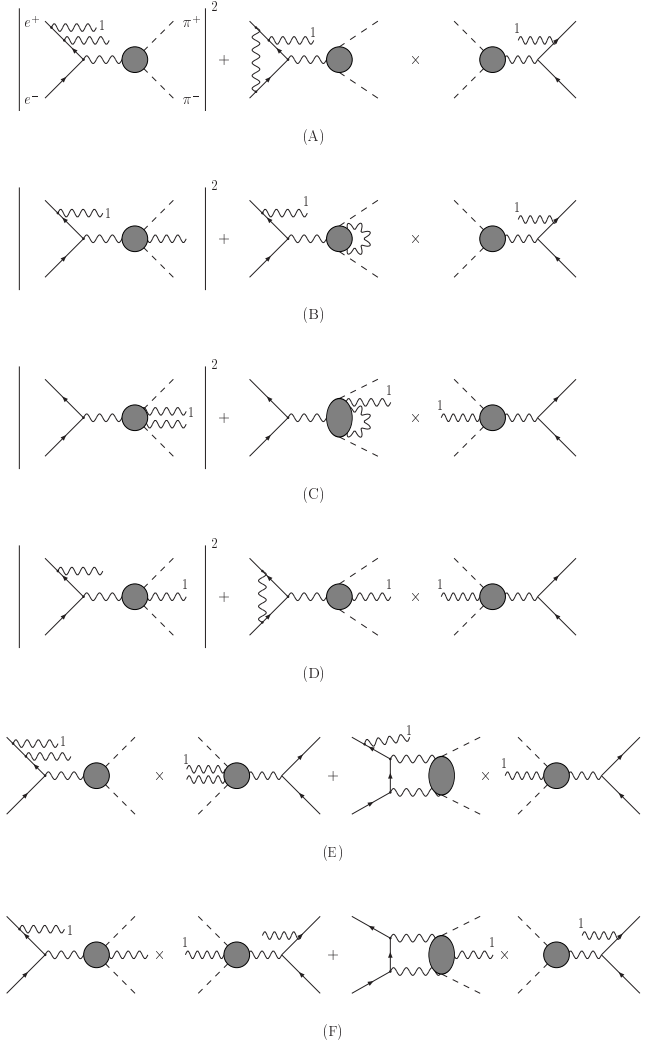 e⁺ 1 π⁺ 2 1 1
+ ×
e⁻ π⁻
(A)
2
1 1 1
+ ×
(B)
2
1 1 1
+ ×
(C)
2
1 1 1
+ ×
(D)
1 1 1 1
× + ×
(E)
1 1 1 1
× + ×
(F)